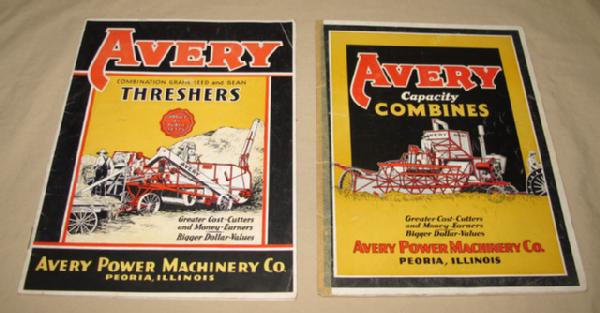 AVERY
COMBINATION GRAIN, SEED and BEAN
THRESHERS
Greater Cost-Cutters
and Money-Earners
Bigger Dollar-Values
AVERY POWER MACHINERY CO.
PEORIA, ILLINOIS
AVERY
Capacity
COMBINES
AVERY
Greater Cost-Cutters
and Money-Earners
Bigger Dollar-Values
AVERY POWER MACHINERY CO.
PEORIA, ILLINOIS